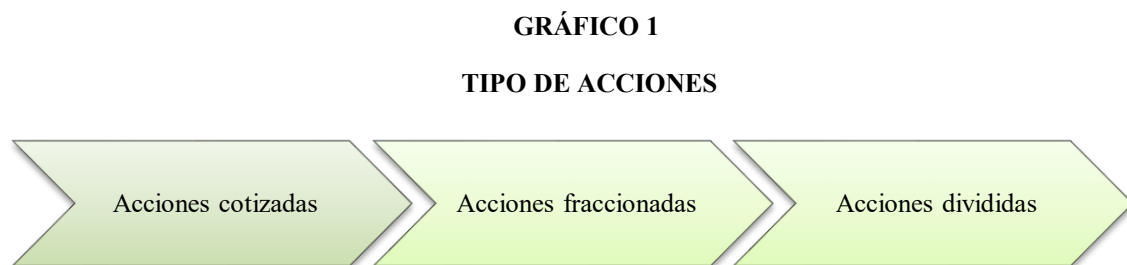 GRÁFICO 1
TIPO DE ACCIONES
Acciones cotizadas
Acciones fraccionadas
Acciones divididas